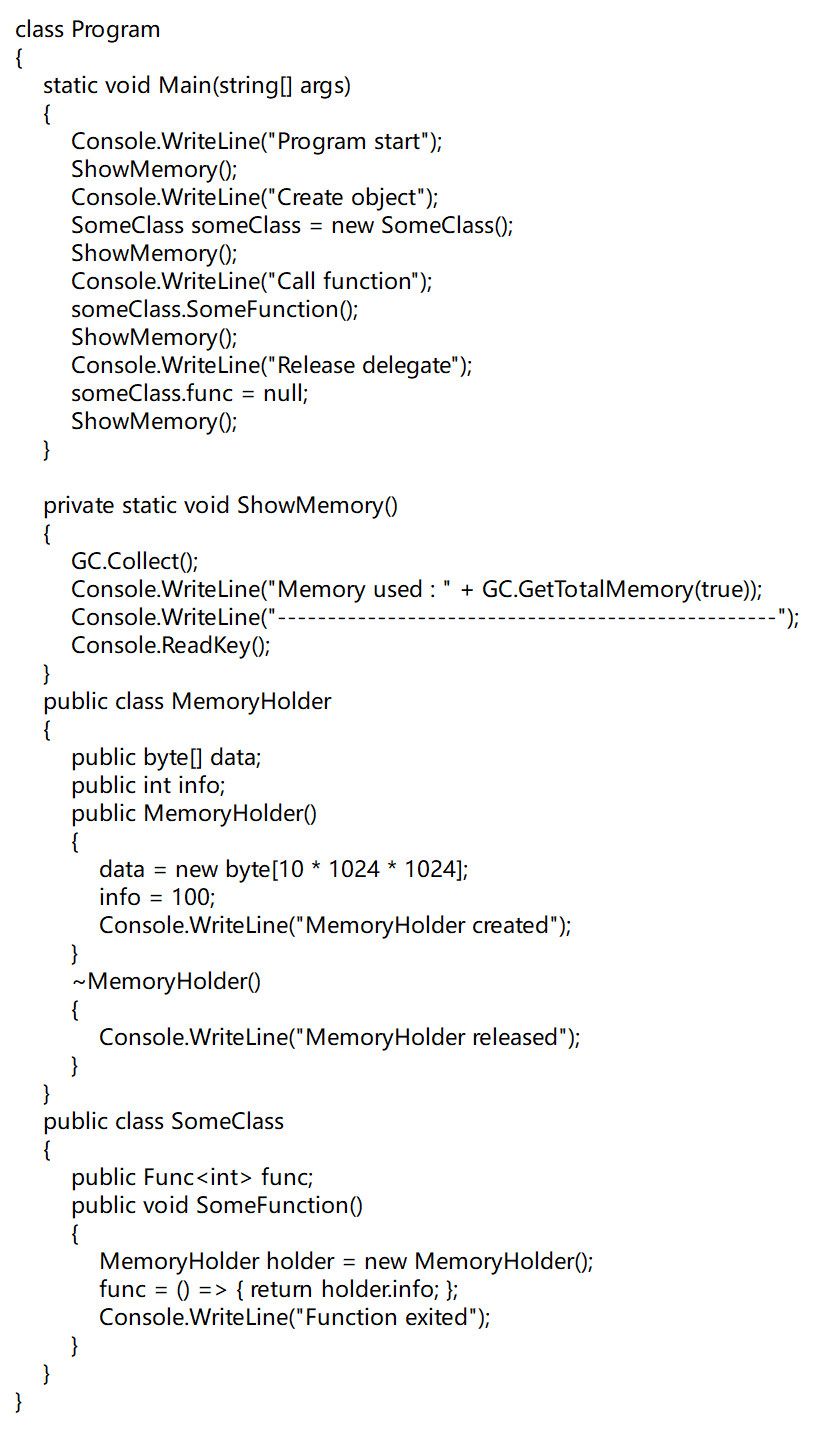 class Program
{
    static void Main(string[] args)
    {
        Console.WriteLine("Program start");
        ShowMemory();
        Console.WriteLine("Create object");
        SomeClass someClass = new SomeClass();
        ShowMemory();
        Console.WriteLine("Call function");
        someClass.SomeFunction();
        ShowMemory();
        Console.WriteLine("Release delegate");
        someClass.func = null;
        ShowMemory();
    }

    private static void ShowMemory()
    {
        GC.Collect();
        Console.WriteLine("Memory used : " + GC.GetTotalMemory(true));
        Console.WriteLine("--------------------------------------------------");
        Console.ReadKey();
    }
    public class MemoryHolder
    {
        public byte[] data;
        public int info;
        public MemoryHolder()
        {
            data = new byte[10 * 1024 * 1024];
            info = 100;
            Console.WriteLine("MemoryHolder created");
        }
        ~MemoryHolder()
        {
            Console.WriteLine("MemoryHolder released");
        }
    }
    public class SomeClass
    {
        public Func<int> func;
        public void SomeFunction()
        {
            MemoryHolder holder = new MemoryHolder();
            func = () => { return holder.info; };
            Console.WriteLine("Function exited");
        }
    }
}